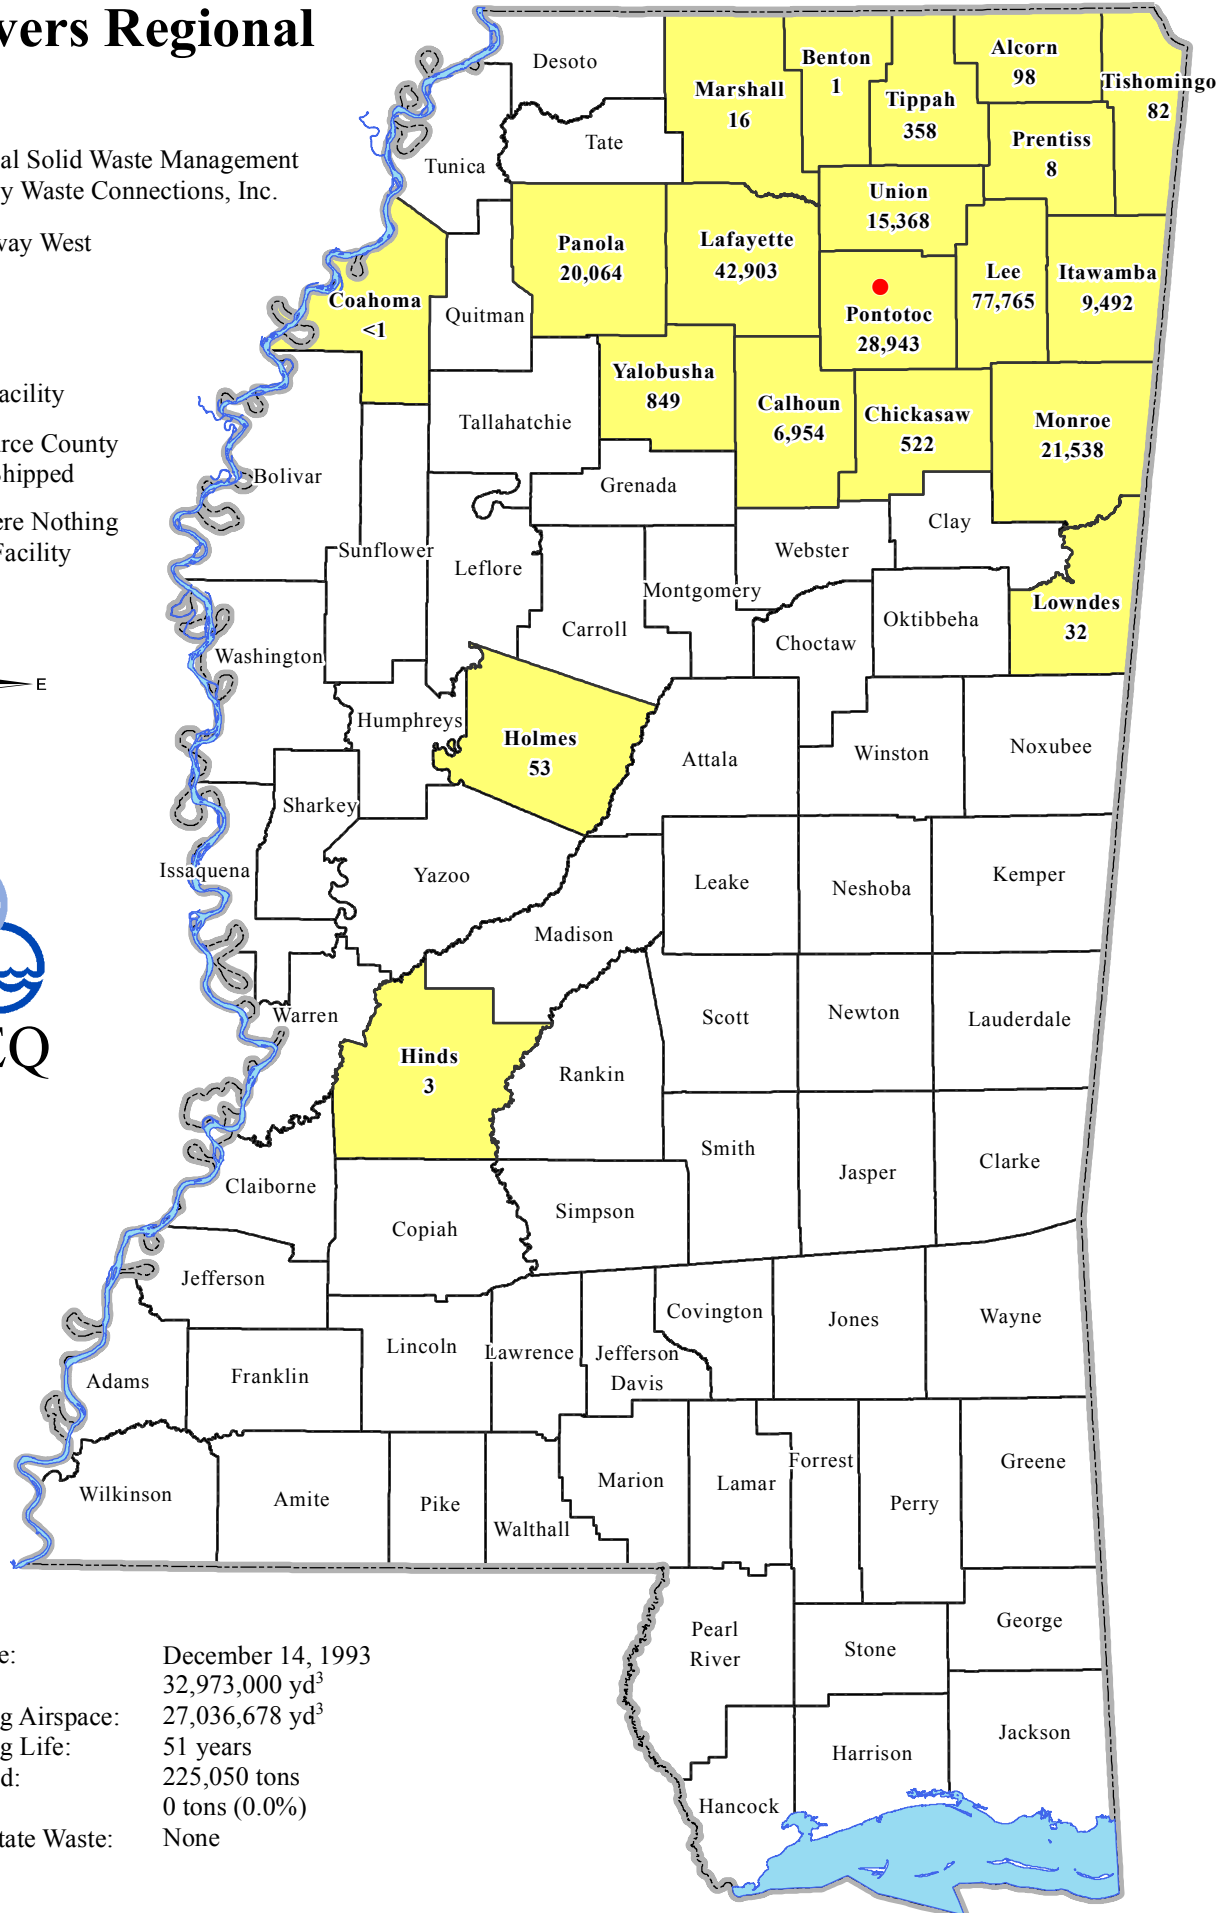 vers Regional
al Solid Waste Management
y Waste Connections, Inc.
way West
acility
rce County
Shipped
ere Nothing
Facility
E
EQ
Desoto
Marshall
16
Benton
1
Tippah
358
Alcorn
98
Tishomingo
82
Prentiss
8
Tate
Tunica
Union
15,368
Panola
20,064
Lafayette
42,903
Lee
77,765
Itawamba
9,492
Coahoma
<1
Quitman
Pontotoc
28,943
Yalobusha
849
Calhoun
6,954
Chickasaw
522
Monroe
21,538
Tallahatchie
Bolivar
Grenada
Clay
Sunflower
Leflore
Webster
Montgomery
Lowndes
32
Carroll
Choctaw
Oktibbeha
Washington
Humphreys
Holmes
53
Attala
Winston
Noxubee
Sharkey
Issaquena
Yazoo
Leake
Neshoba
Kemper
Madison
Warren
Scott
Newton
Lauderdale
Hinds
3
Rankin
Smith
Jasper
Clarke
Claiborne
Copiah
Simpson
Jefferson
Covington
Jones
Wayne
Lincoln
Lawrence
Jefferson
Davis
Adams
Franklin
Wilkinson
Amite
Pike
Walthall
Marion
Lamar
Forrest
Perry
Greene
Pearl
River
Stone
George
Harrison
Jackson
Hancock
e: December 14, 1993
32,973,000 yd³
g Airspace: 27,036,678 yd³
g Life: 51 years
d: 225,050 tons
0 tons (0.0%)
tate Waste: None